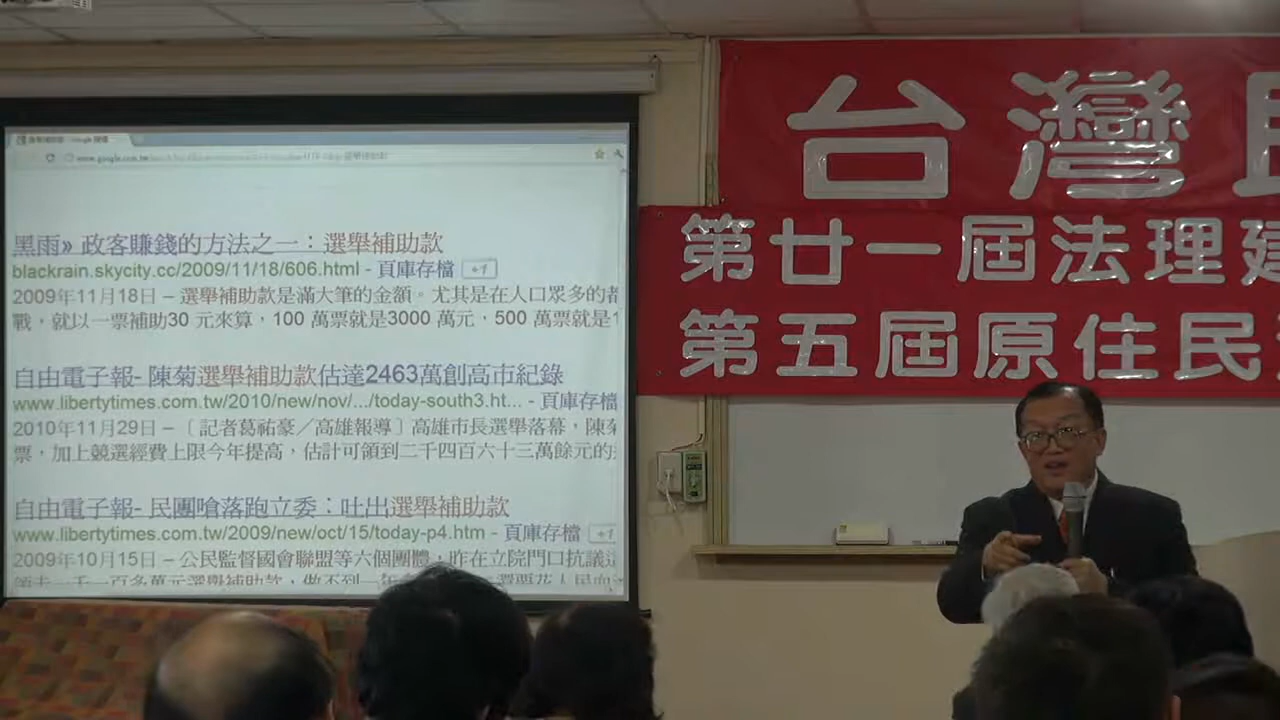 黑雨» 政客賺錢的方法之一：選舉補助款
blackrain.skycity.cc/2009/11/18/606.html - 頁庫存檔 +1
2009年11月18日 – 選舉補助款是滿大筆的金額。尤其是在人口眾多的
戰，就以一票補助30 元來算，100 萬票就是3000 萬元、500 萬票就是1
自由電子報- 陳菊選舉補助款估達2463萬創高市紀錄
www.libertytimes.com.tw/2010/new/nov/.../today-south3.ht... - 頁庫存檔
2010年11月29日 – 〔記者葛祐豪／高雄報導〕高雄市長選舉落幕，陳菊
票，加上競選經費上限今年提高，估計可領到二千四百六十三萬餘元的
自由電子報- 民團嗆落跑立委：吐出選舉補助款
www.libertytimes.com.tw/2009/new/oct/15/today-p4.htm - 頁庫存檔 +1
2009年10月15日 – 公民監督國會聯盟等六個團體，昨在立院門口抗議
台灣
第廿一屆法理建
第五屆原住民